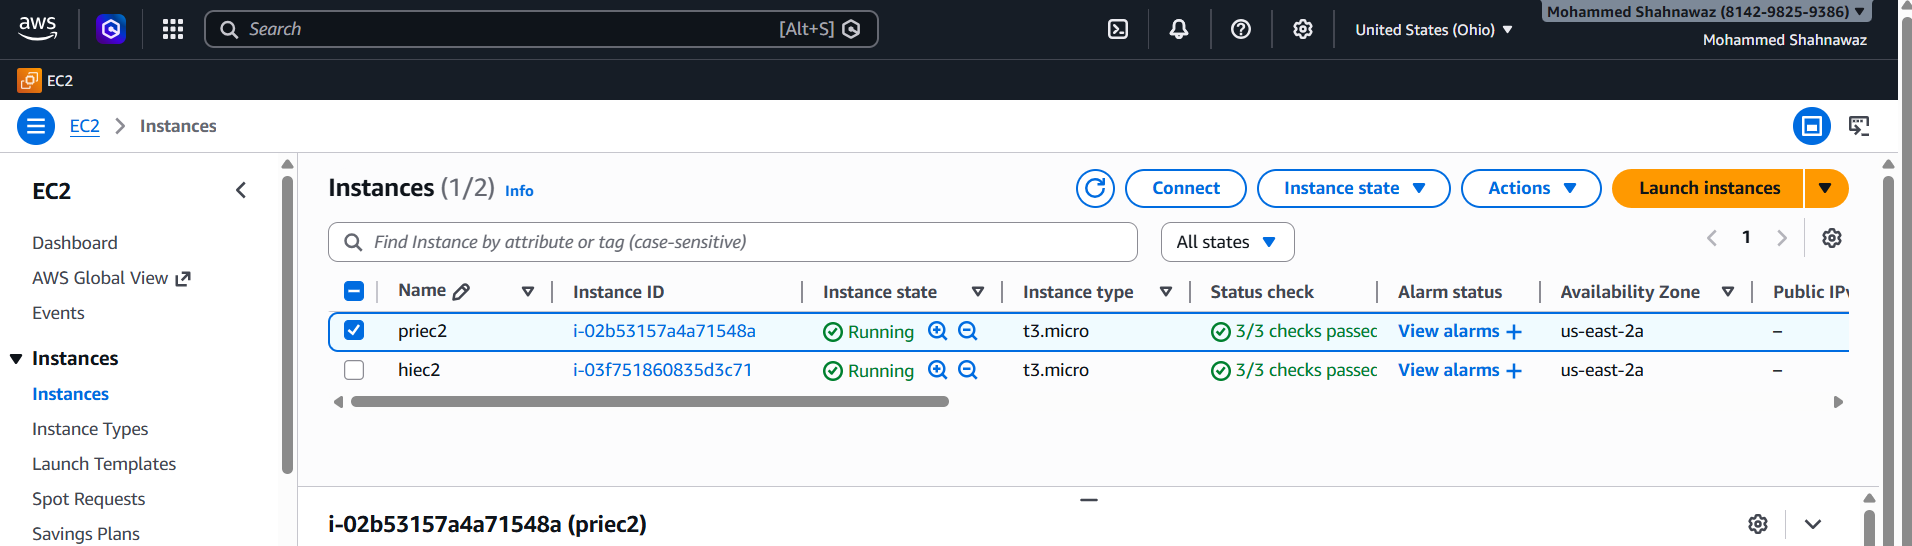 aws
Search [Alt+S]
United States (Ohio)
Mohammed Shahnawaz (8142-9825-9386)
Mohammed Shahnawaz
EC2
EC2 Instances
EC2
Dashboard
AWS Global View
Events
Instances
Instances
Instance Types
Launch Templates
Spot Requests
Savings Plans
Instances (1/2) Info
Connect
Instance state
Actions
Launch instances
Find Instance by attribute or tag (case-sensitive)
All states
1
Name Instance ID Instance state Instance type Status check Alarm status Availability Zone Public IPv
priec2 i-02b53157a4a71548a Running t3.micro 3/3 checks passed View alarms + us-east-2a –
hiec2 i-03f751860835d3c71 Running t3.micro 3/3 checks passed View alarms + us-east-2a –
i-02b53157a4a71548a (priec2)